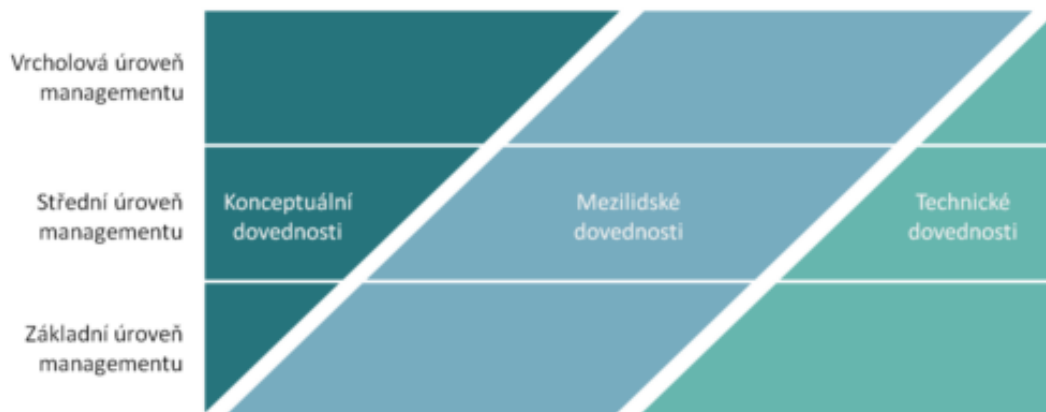 Vrcholová úroveň
managementu
Střední úroveň
managementu
Konceptuální
dovednosti
Mezilidské
dovednosti
Technické
dovednosti
Základní úroveň
managementu